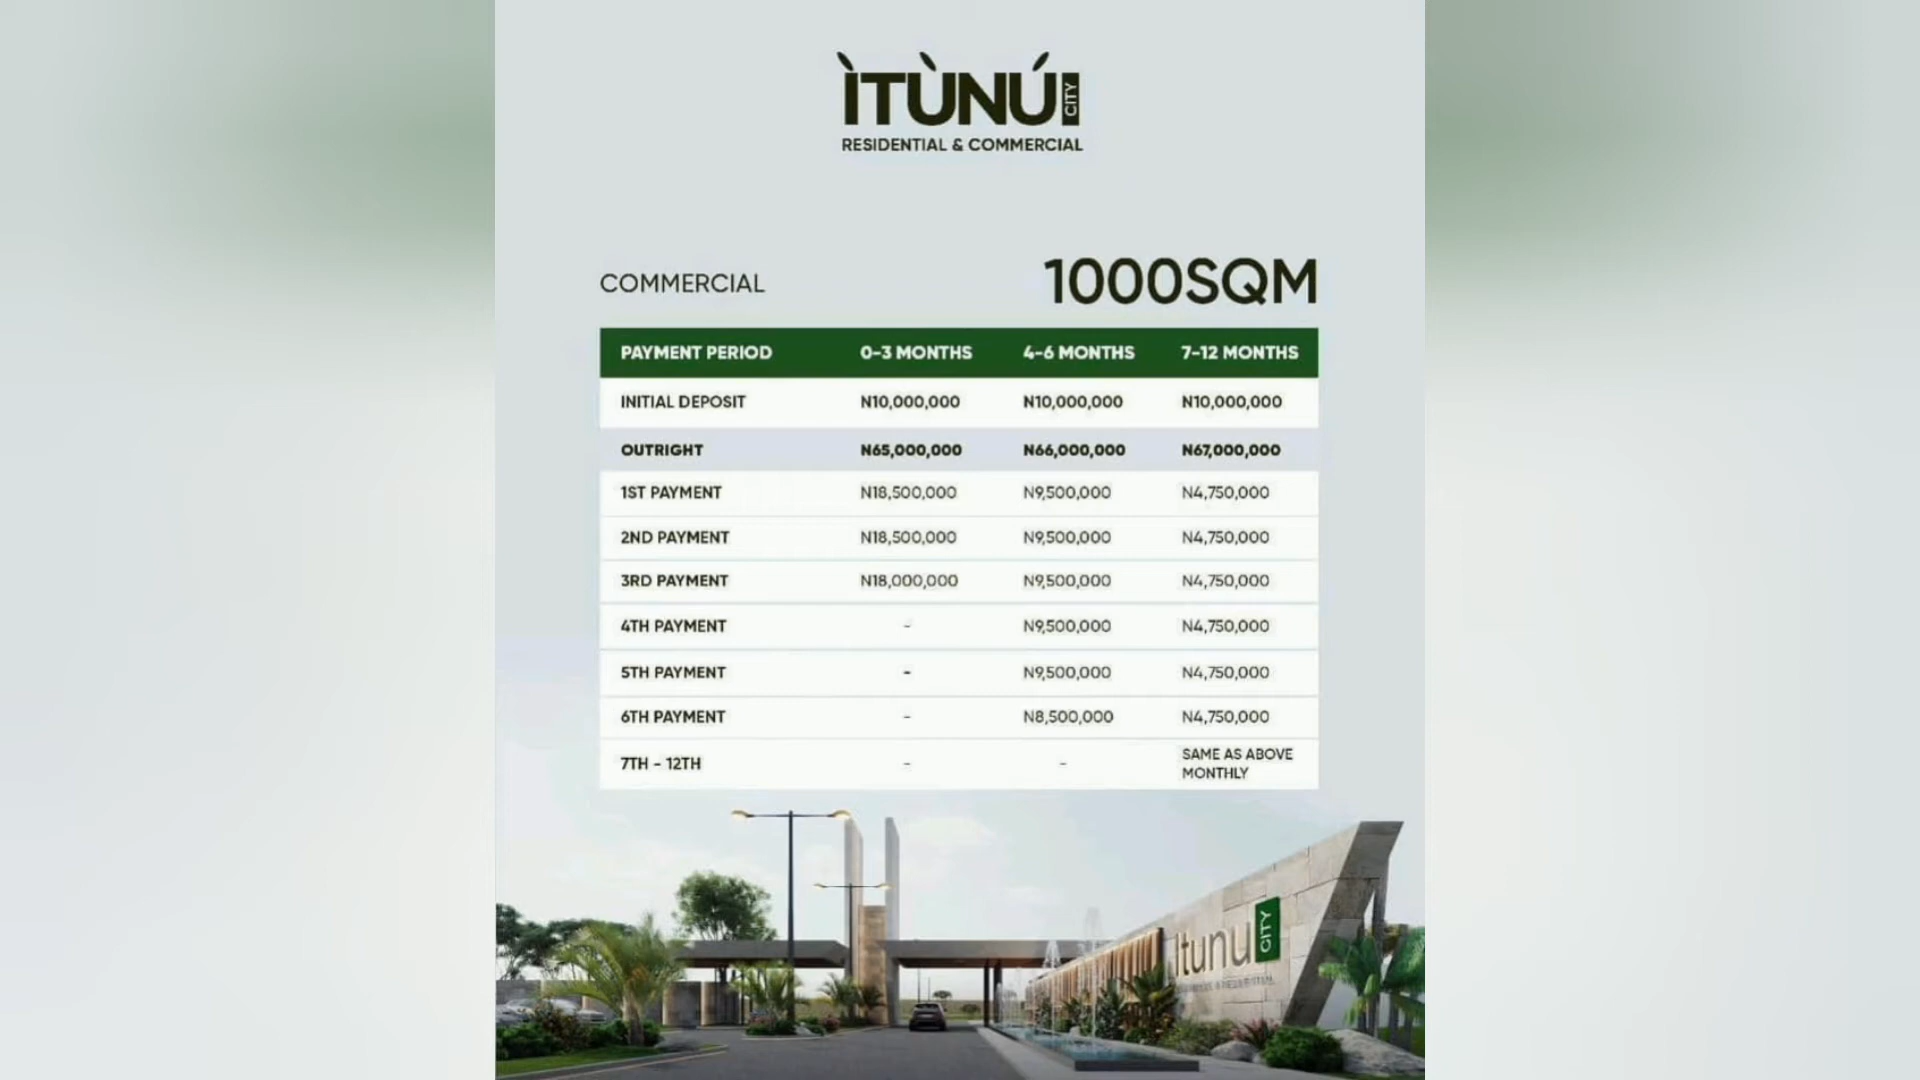 ÌTÙNÚ CITY
RESIDENTIAL & COMMERCIAL
COMMERCIAL 1000SQM
PAYMENT PERIOD 0-3 MONTHS 4-6 MONTHS 7-12 MONTHS
INITIAL DEPOSIT N10,000,000 N10,000,000 N10,000,000
OUTRIGHT N65,000,000 N66,000,000 N67,000,000
1ST PAYMENT N18,500,000 N9,500,000 N4,750,000
2ND PAYMENT N18,500,000 N9,500,000 N4,750,000
3RD PAYMENT N18,000,000 N9,500,000 N4,750,000
4TH PAYMENT - N9,500,000 N4,750,000
5TH PAYMENT - N9,500,000 N4,750,000
6TH PAYMENT - N8,500,000 N4,750,000
7TH - 12TH - - SAME AS ABOVE
MONTHLY
Itunu CITY